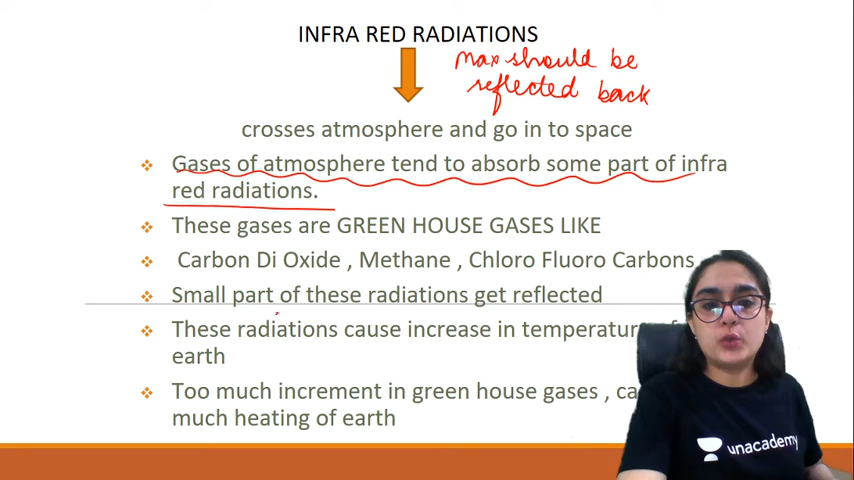 INFRA RED RADIATIONS
max should be
reflected back
crosses atmosphere and go in to space
Gases of atmosphere tend to absorb some part of infra
red radiations.
These gases are GREEN HOUSE GASES LIKE
Carbon Di Oxide , Methane , Chloro Fluoro Carbons
Small part of these radiations get reflected
These radiations cause increase in temperature
earth
Too much increment in green house gases ,
much heating of earth
unacademy